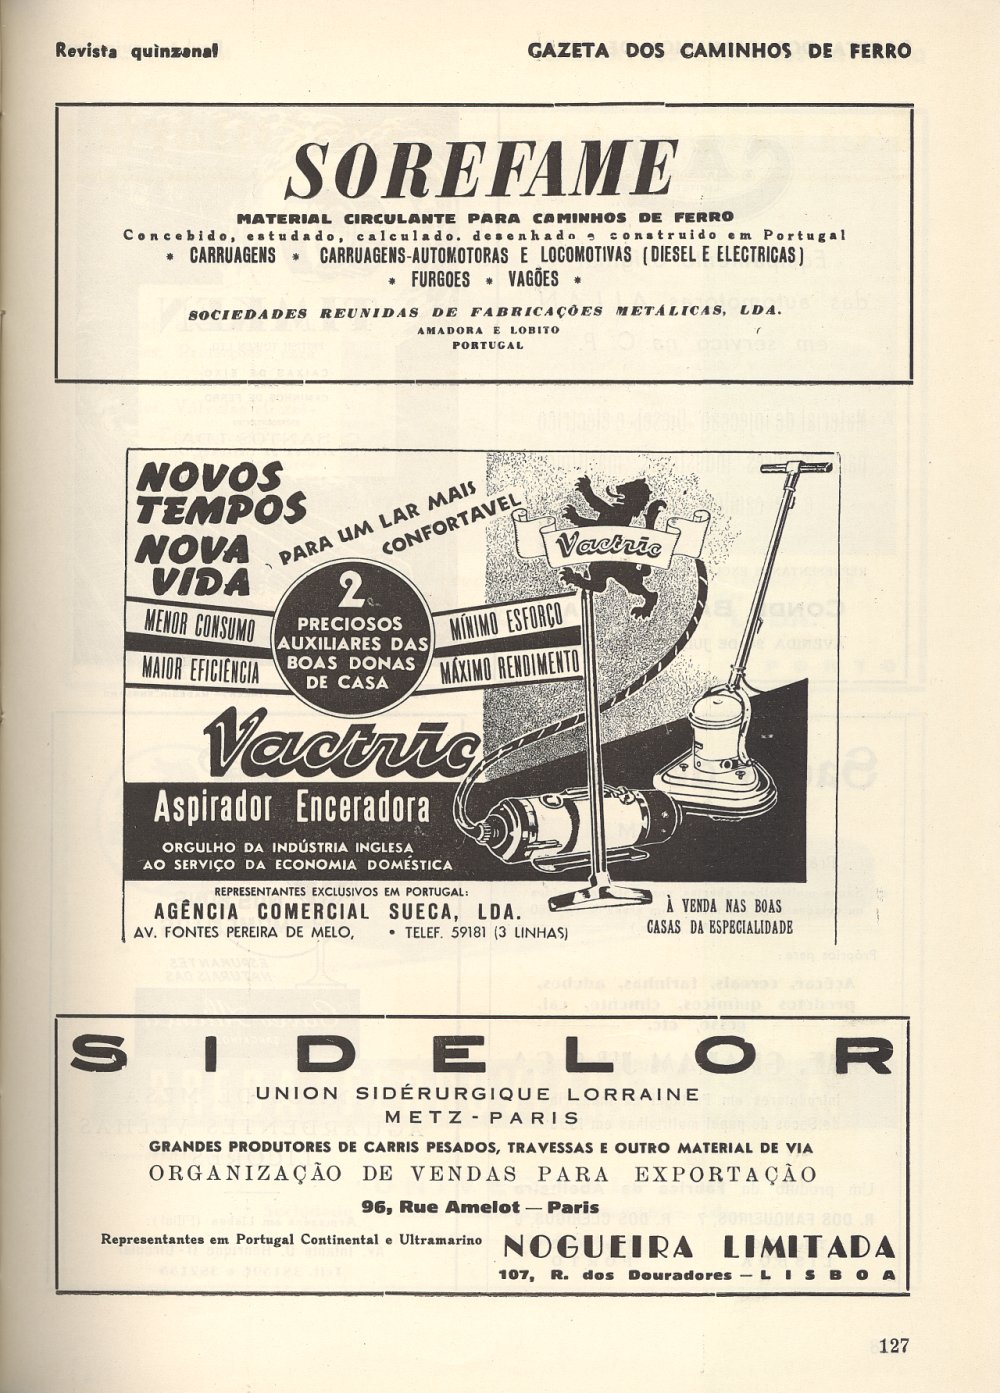 Revista quinzenal
GAZETA DOS CAMINHOS DE FERRO
SOREFAME
MATERIAL CIRCULANTE PARA CAMINHOS DE FERRO
Concebido, estudado, calculado. desenhado e construido em Portugal
* CARRUAGENS * CARRUAGENS-AUTOMOTORAS E LOCOMOTIVAS (DIESEL E ELECTRICAS)
* FURGOES * VAGÕES *
SOCIEDADES REUNIDAS DE FABRICAÇÕES METÁLICAS, LDA.
AMADORA E LOBITO
PORTUGAL
NOVOS
TEMPOS
NOVA
VIDA
PARA UM LAR MAIS
CONFORTAVEL
Vactric
2
PRECIOSOS
AUXILIARES DAS
BOAS DONAS
DE CASA
MENOR CONSUMO
MAIOR EFICIÊNCIA
MÍNIMO ESFORÇO
MÁXIMO RENDIMENTO
Vactric
Aspirador Enceradora
ORGULHO DA INDÚSTRIA INGLESA
AO SERVIÇO DA ECONOMIA DOMÉSTICA
REPRESENTANTES EXCLUSIVOS EM PORTUGAL:
AGÊNCIA COMERCIAL SUECA, LDA.
AV. FONTES PEREIRA DE MELO, • TELEF. 59181 (3 LINHAS)
À VENDA NAS BOAS
CASAS DA ESPECIALIDADE
SIDELOR
UNION SIDÉRURGIQUE LORRAINE
METZ - PARIS
GRANDES PRODUTORES DE CARRIS PESADOS, TRAVESSAS E OUTRO MATERIAL DE VIA
ORGANIZAÇÃO DE VENDAS PARA EXPORTAÇÃO
96, Rue Amelot — Paris
Representantes em Portugal Continental e Ultramarino
NOGUEIRA LIMITADA
107, R. dos Douradores — LISBOA
127